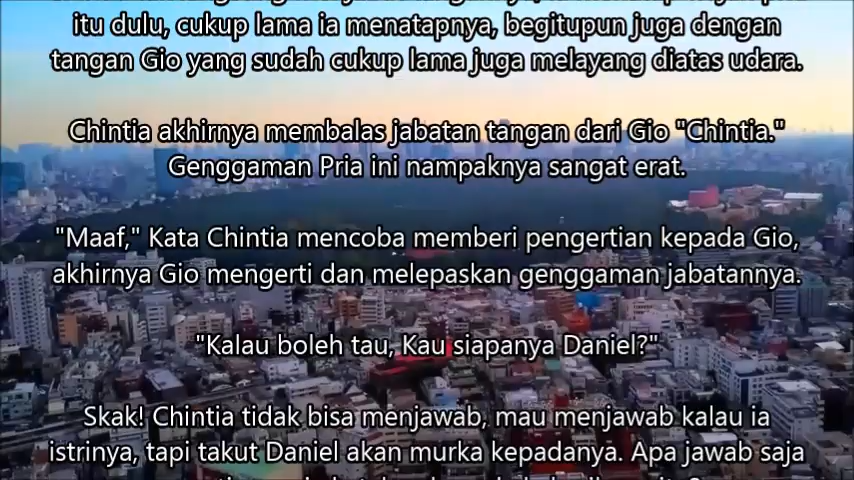 itu dulu, cukup lama ia menatapnya, begitupun juga dengan
tangan Gio yang sudah cukup lama juga melayang diatas udara.
Chintia akhirnya membalas jabatan tangan dari Gio "Chintia."
Genggaman Pria ini nampaknya sangat erat.
"Maaf," Kata Chintia mencoba memberi pengertian kepada Gio,
akhirnya Gio mengerti dan melepaskan genggaman jabatannya.
"Kalau boleh tau, Kau siapanya Daniel?"
Skak! Chintia tidak bisa menjawab, mau menjawab kalau ia
istrinya, tapi takut Daniel akan murka kepadanya. Apa jawab saja